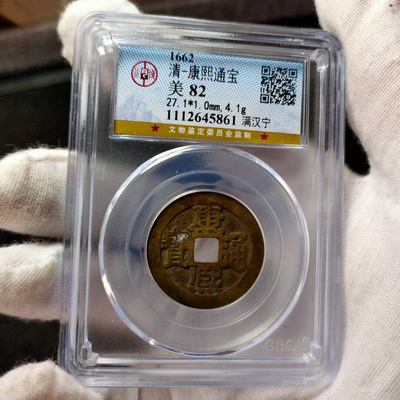 1662
清-康熙通宝
美 82
27.1*1.0mm, 4.1g
1112645861 满汉宁
★ 文物鉴定委员会监制 ★
康熙通寶
GBCA